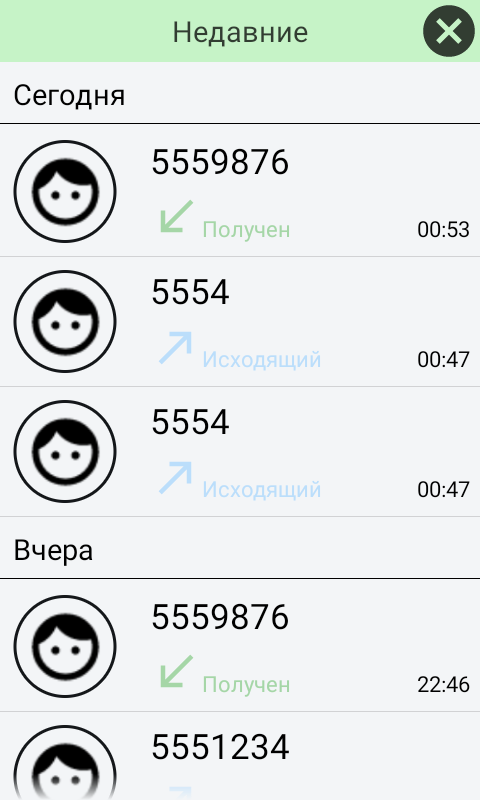 Недавние
Сегодня
5559876
Получен 00:53
5554
Исходящий 00:47
5554
Исходящий 00:47
Вчера
5559876
Получен 22:46
5551234